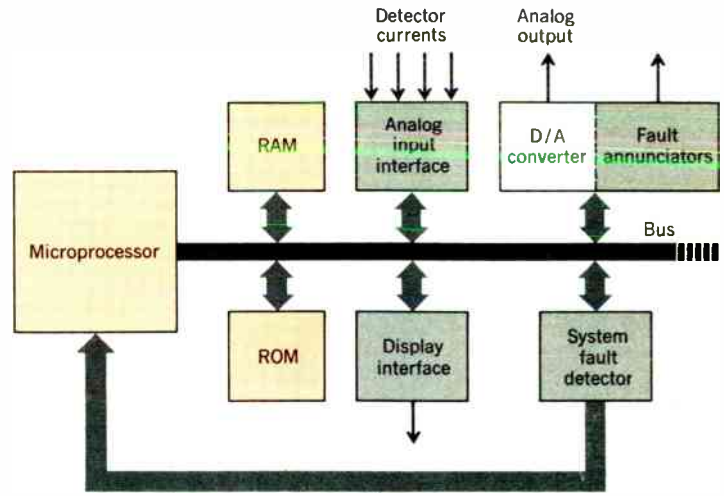 Detector
currents
Analog
output
RAM
Analog
input
interface
D/A
converter
Fault
annunciators
Microprocessor
Bus
ROM
Display
interface
System
fault
detector